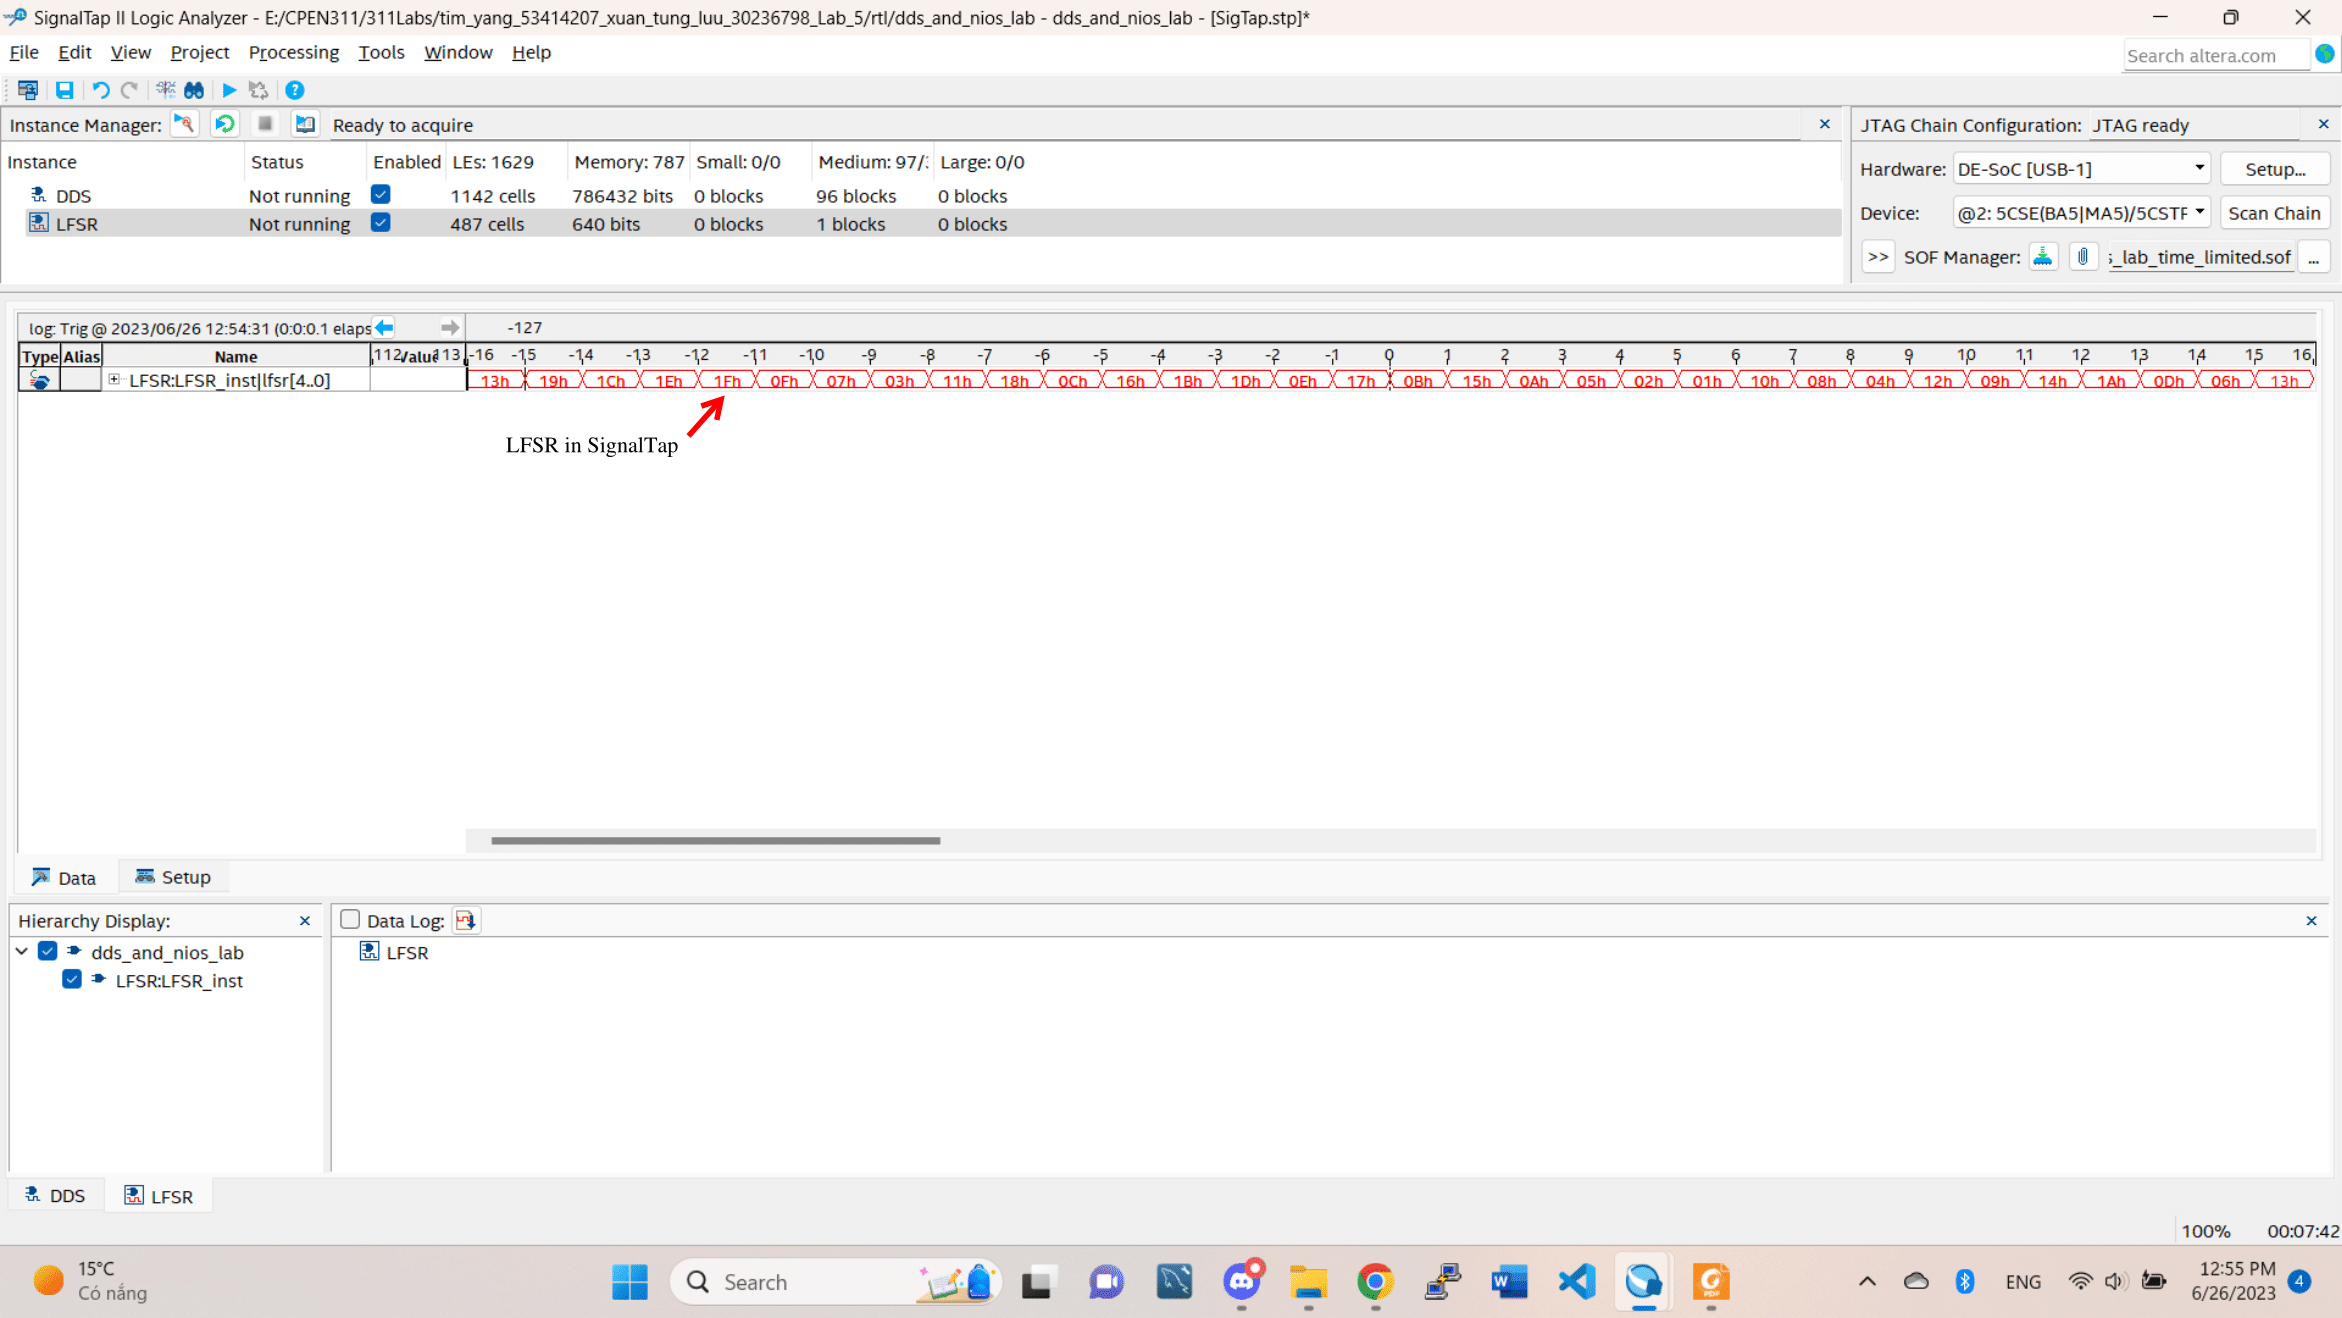 SignalTap II Logic Analyzer - E:/CPEN311/311Labs/tim_yang_53414207_xuan_tung_luu_30236798_Lab_5/rtl/dds_and_nios_lab - dds_and_nios_lab - [SigTap.stp]*
File Edit View Project Processing Tools Window Help
Search altera.com
Instance Manager: Ready to acquire
JTAG Chain Configuration: JTAG ready
Instance Status Enabled LEs: 1629 Memory: 787 Small: 0/0 Medium: 97/: Large: 0/0
DDS Not running 1142 cells 786432 bits 0 blocks 96 blocks 0 blocks
LFSR Not running 487 cells 640 bits 0 blocks 1 blocks 0 blocks
Hardware: DE-SoC [USB-1] Setup...
Device: @2: 5CSE(BA5|MA5)/5CSTF Scan Chain
>> SOF Manager: s_lab_time_limited.sof ...
log: Trig @ 2023/06/26 12:54:31 (0:0:0.1 elaps -127
Type Alias Name 112 Value 113 -16 -15 -14 -13 -12 -11 -10 -9 -8 -7 -6 -5 -4 -3 -2 -1 0 1 2 3 4 5 6 7 8 9 10 11 12 13 14 15 16
LFSR:LFSR_inst|lfsr[4..0] 13h 19h 1Ch 1Eh 1Fh 0Fh 07h 03h 11h 18h 0Ch 16h 1Bh 1Dh 0Eh 17h 0Bh 15h 0Ah 05h 02h 01h 10h 08h 04h 12h 09h 14h 1Ah 0Dh 06h 13h
LFSR in SignalTap
Data Setup
Hierarchy Display:
dds_and_nios_lab
LFSR:LFSR_inst
Data Log:
LFSR
DDS LFSR
100% 00:07:42
15°C
Có nắng
Search
ENG
12:55 PM
6/26/2023
4